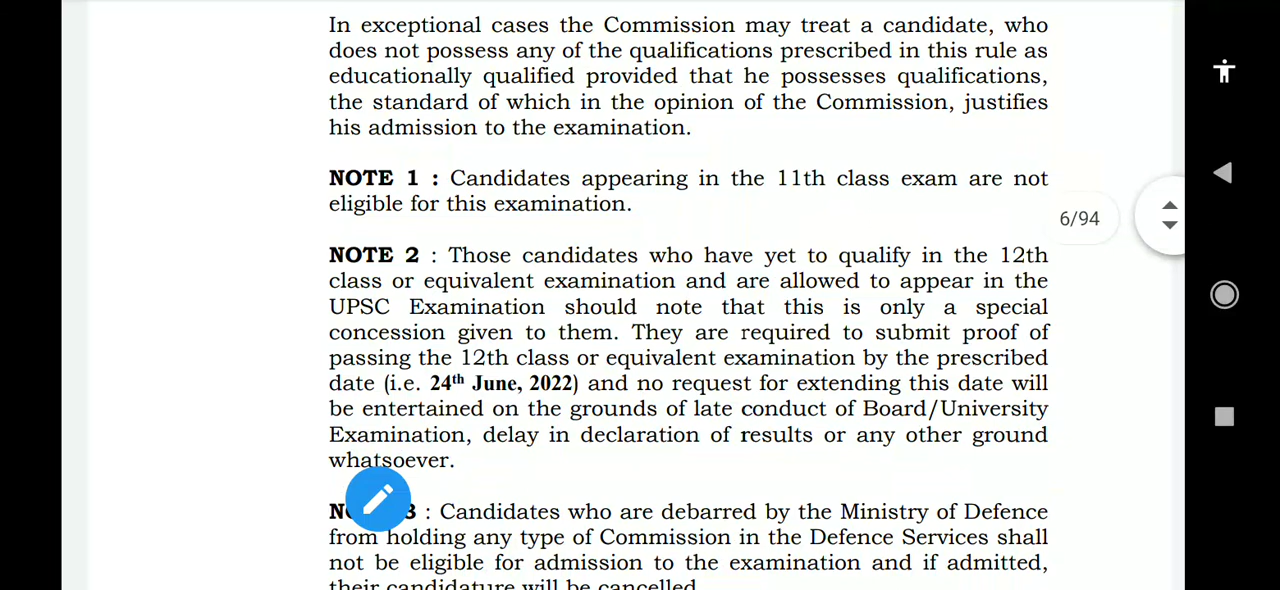 In exceptional cases the Commission may treat a candidate, who
does not possess any of the qualifications prescribed in this rule as
educationally qualified provided that he possesses qualifications,
the standard of which in the opinion of the Commission, justifies
his admission to the examination.
NOTE 1 : Candidates appearing in the 11th class exam are not
eligible for this examination.
6/94
NOTE 2 : Those candidates who have yet to qualify in the 12th
class or equivalent examination and are allowed to appear in the
UPSC Examination should note that this is only a special
concession given to them. They are required to submit proof of
passing the 12th class or equivalent examination by the prescribed
date (i.e. 24th June, 2022) and no request for extending this date will
be entertained on the grounds of late conduct of Board/University
Examination, delay in declaration of results or any other ground
whatsoever.
3 : Candidates who are debarred by the Ministry of Defence
from holding any type of Commission in the Defence Services shall
not be eligible for admission to the examination and if admitted,
their candidature will be cancelled